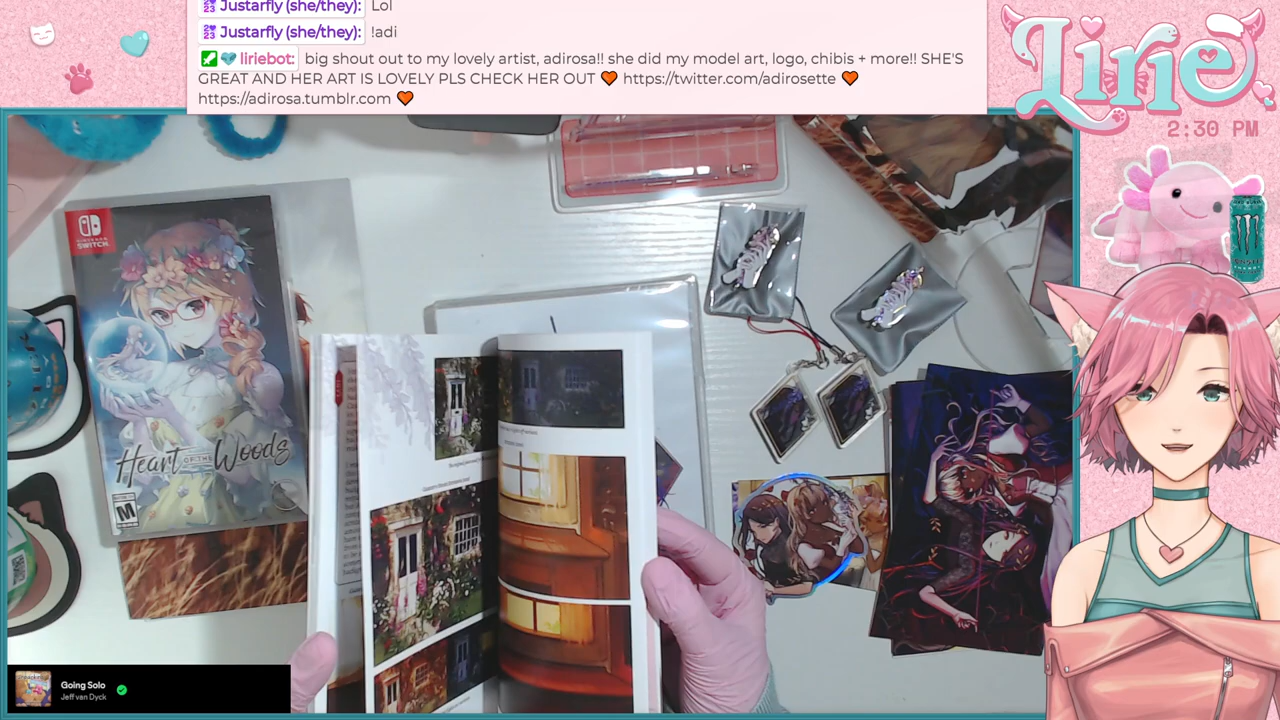 Justarfly (she/they): Lol
Justarfly (she/they): !adi
liriebot: big shout out to my lovely artist, adirosa!! she did my model art, logo, chibis + more!! SHE'S
GREAT AND HER ART IS LOVELY PLS CHECK HER OUT 🧡 https://twitter.com/adirosette 🧡
https://adirosa.tumblr.com 🧡
Lirie
2:30 PM
NINTENDO
SWITCH
Heart OF THE Woods
M
Going Solo
Jeff van Dyck